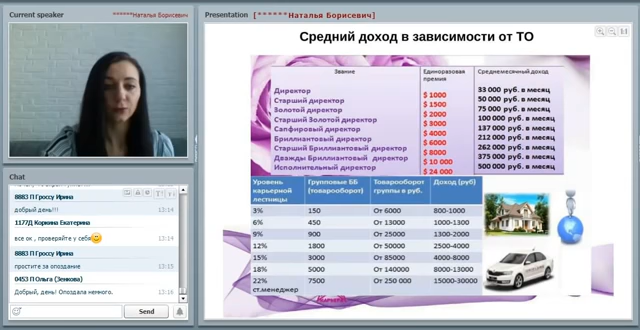 Current speaker
******Наталья Борисевич
Presentation
[******Наталья Борисевич]
Chat
8883 П Гроссу Ирина
добрый день!!!
13:14
1177Д Коркина Екатерина
все ок , проверяйте у себя
13:14
8883 П Гроссу Ирина
простите за опоздание
13:15
0453 П Ольга (Зенкова)
Добрый, день! Опоздала немного.
13:16
Send
Средний доход в зависимости от ТО
Звание Единоразовая премия Среднемесячный доход
Директор $ 1000 33 000 руб. в месяц
Старший директор $ 1500 50 000 руб. в месяц
Золотой директор $ 2000 75 000 руб. в месяц
Старший Золотой директор $ 3000 100 000 руб. в месяц
Сапфировый директор $ 4000 137 000 руб. в месяц
Бриллиантовый директор $ 6000 212 000 руб. в месяц
Старший Бриллиантовый директор $ 8000 262 000 руб. в месяц
Дважды Бриллиантовый директор $ 10 000 375 000 руб. в месяц
Исполнительный директор $ 24 000 500 000 руб. в месяц
Уровень карьерной лестницы Групповые ББ (товарооборот) Товарооборот группы в руб. Доход (руб)
3% 150 От 6000 800-1000
6% 450 От 13000 1000-1300
9% 900 От 25000 1300-2000
12% 1800 От 50000 2500-4000
15% 3000 От 85000 4000-8000
18% 5000 От 140000 8000-13000
22% ст.менеджер 7500 От 250 000 15000-30000